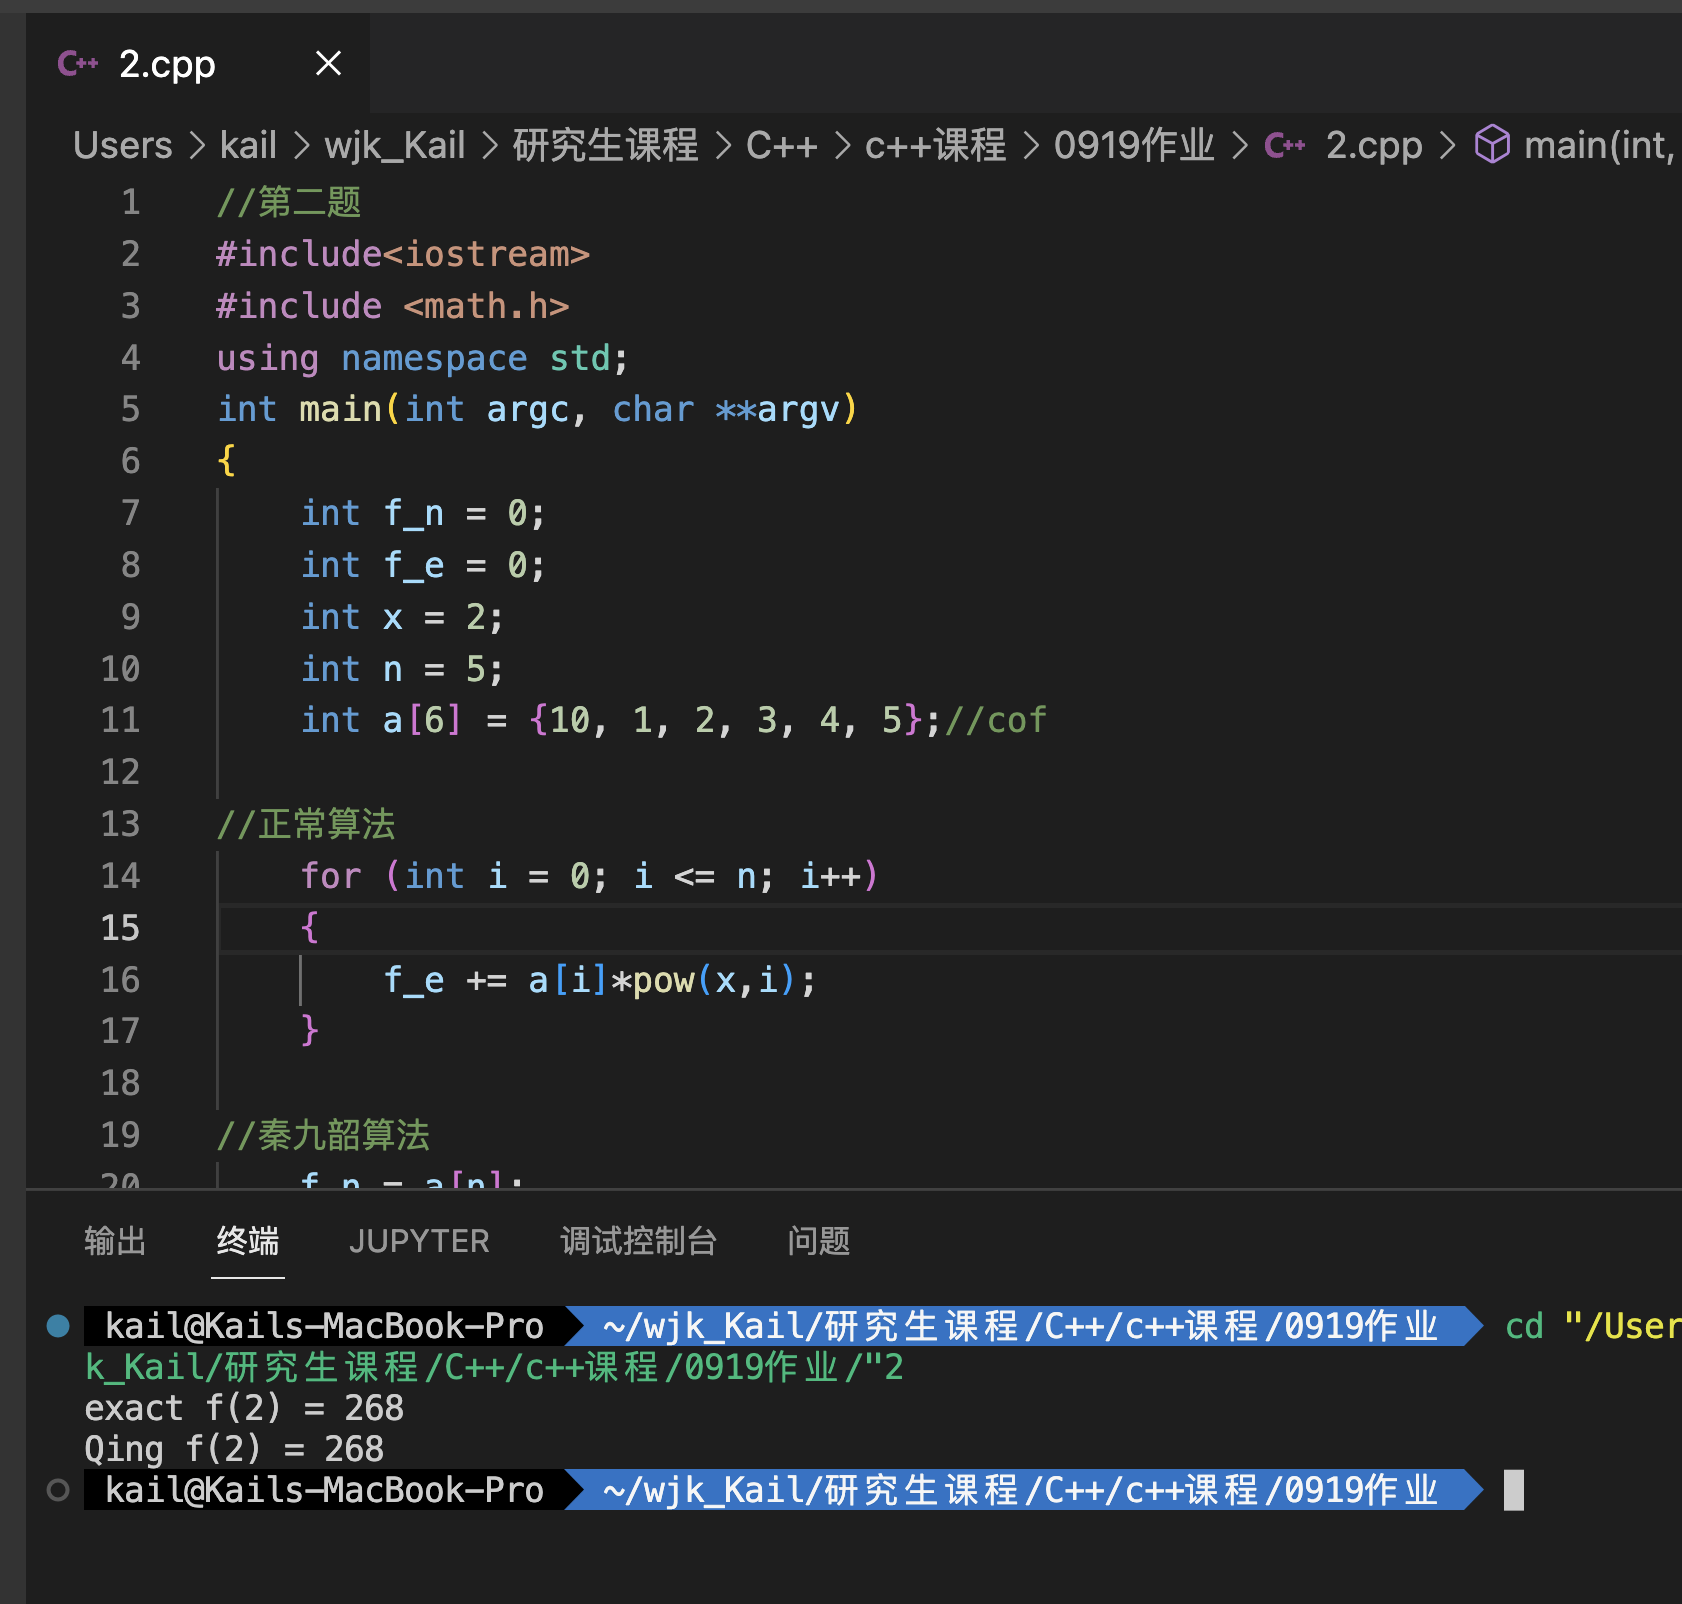 C++ 2.cpp ×
Users > kail > wjk_Kail > 研究生课程 > C++ > c++课程 > 0919作业 > C++ 2.cpp > main(int,
1 //第二题
2 #include<iostream>
3 #include <math.h>
4 using namespace std;
5 int main(int argc, char **argv)
6 {
7 int f_n = 0;
8 int f_e = 0;
9 int x = 2;
10 int n = 5;
11 int a[6] = {10, 1, 2, 3, 4, 5};//cof
12
13 //正常算法
14 for (int i = 0; i <= n; i++)
15 {
16 f_e += a[i]*pow(x,i);
17 }
18
19 //秦九韶算法
20 f_n = a[n];
输出 终端 JUPYTER 调试控制台 问题
kail@Kails-MacBook-Pro ~/wjk_Kail/研究生课程/C++/c++课程/0919作业 cd "/User
k_Kail/研究生课程/C++/c++课程/0919作业/"2
exact f(2) = 268
Qing f(2) = 268
kail@Kails-MacBook-Pro ~/wjk_Kail/研究生课程/C++/c++课程/0919作业